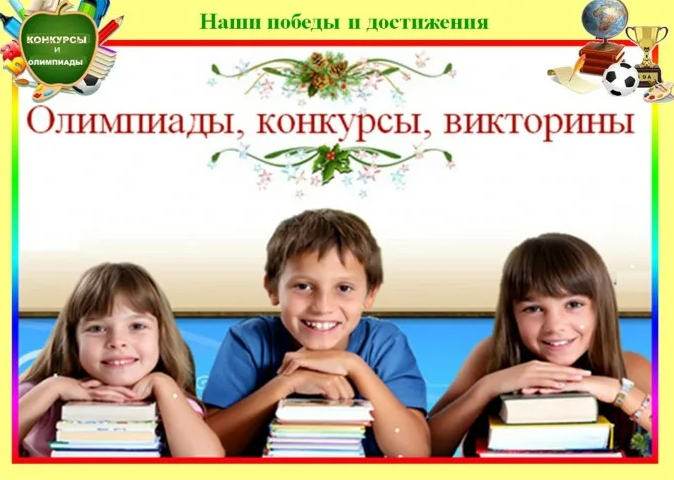 Наши победы и достижения
КОНКУРСЫ
И
ОЛИМПИАДЫ
Олимпиады, конкурсы, викторины